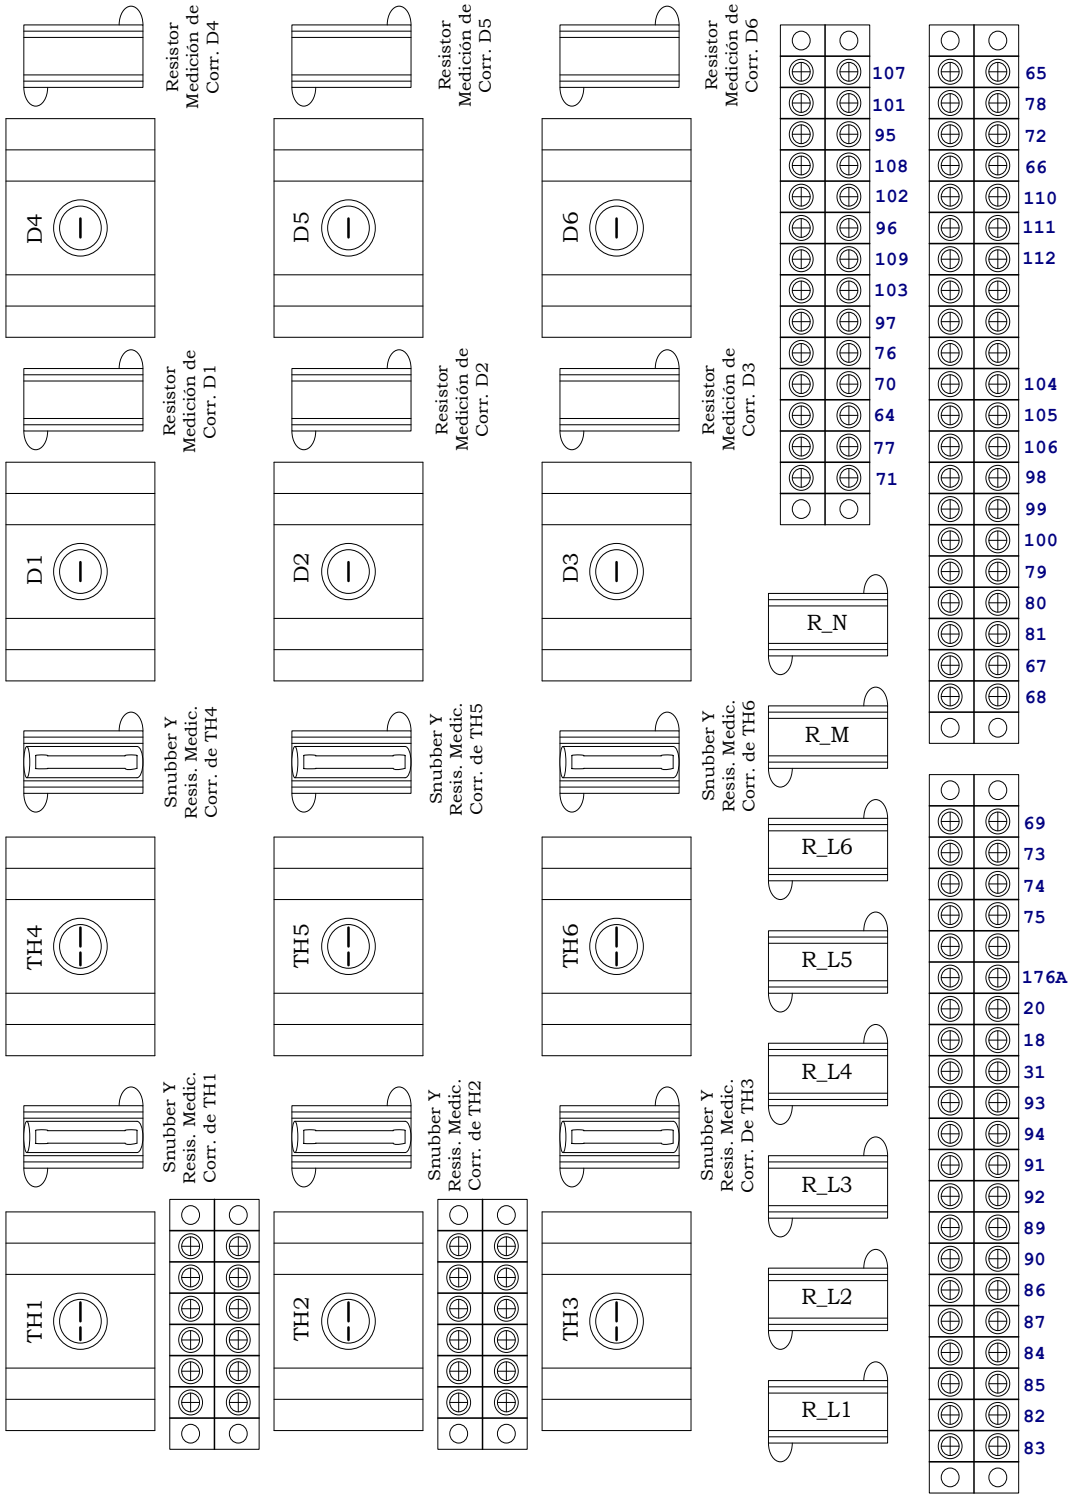 Resistor
Medición de
Corr. D4
Resistor
Medición de
Corr. D5
Resistor
Medición de
Corr. D6
D4
D5
D6
Resistor
Medición de
Corr. D1
Resistor
Medición de
Corr. D2
Resistor
Medición de
Corr. D3
D1
D2
D3
Snubber Y
Resis. Medic.
Corr. de TH4
Snubber Y
Resis. Medic.
Corr. de TH5
Snubber Y
Resis. Medic.
Corr. de TH6
TH4
TH5
TH6
Snubber Y
Resis. Medic.
Corr. de TH1
Snubber Y
Resis. Medic.
Corr. de TH2
Snubber Y
Resis. Medic.
Corr. De TH3
TH1
TH2
TH3
107
101
95
108
102
96
109
103
97
76
70
64
77
71
R_N
R_M
R_L6
R_L5
R_L4
R_L3
R_L2
R_L1
65
78
72
66
110
111
112
104
105
106
98
99
100
79
80
81
67
68
69
73
74
75
176A
20
18
31
93
94
91
92
89
90
86
87
84
85
82
83